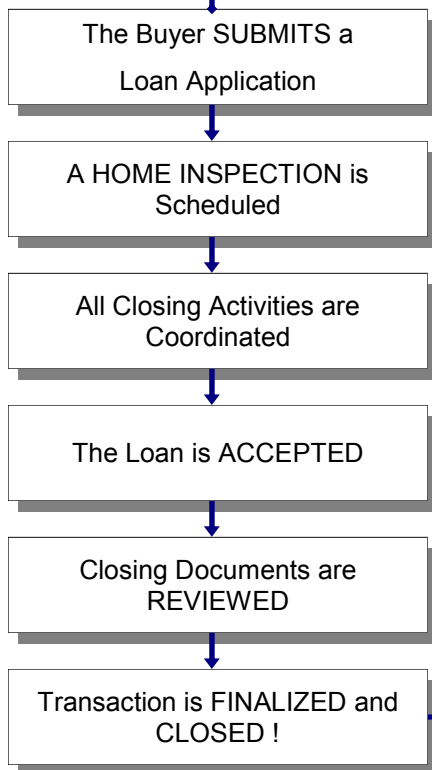 The Buyer SUBMITS a
Loan Application
A HOME INSPECTION is
Scheduled
All Closing Activities are
Coordinated
The Loan is ACCEPTED
Closing Documents are
REVIEWED
Transaction is FINALIZED and
CLOSED !